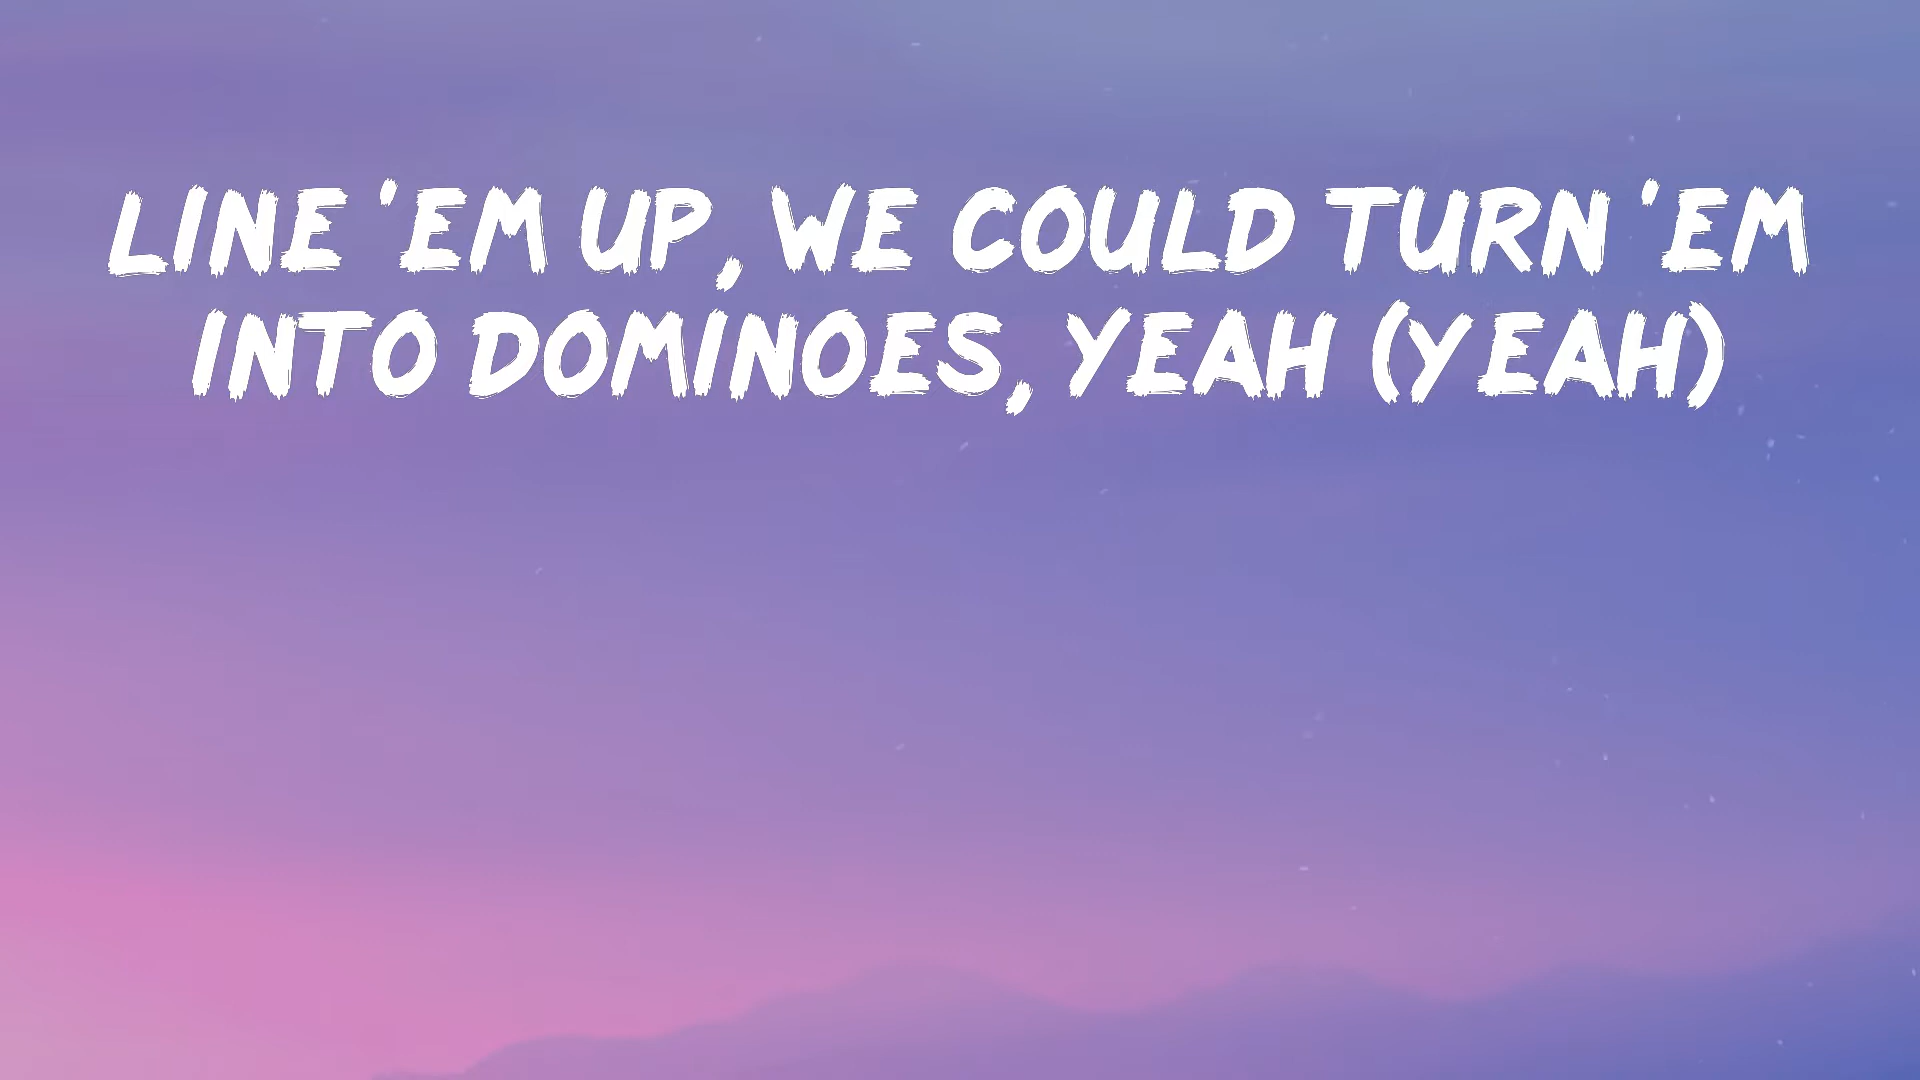 LINE 'EM UP, WE COULD TURN 'EM
INTO DOMINOES, YEAH (YEAH)